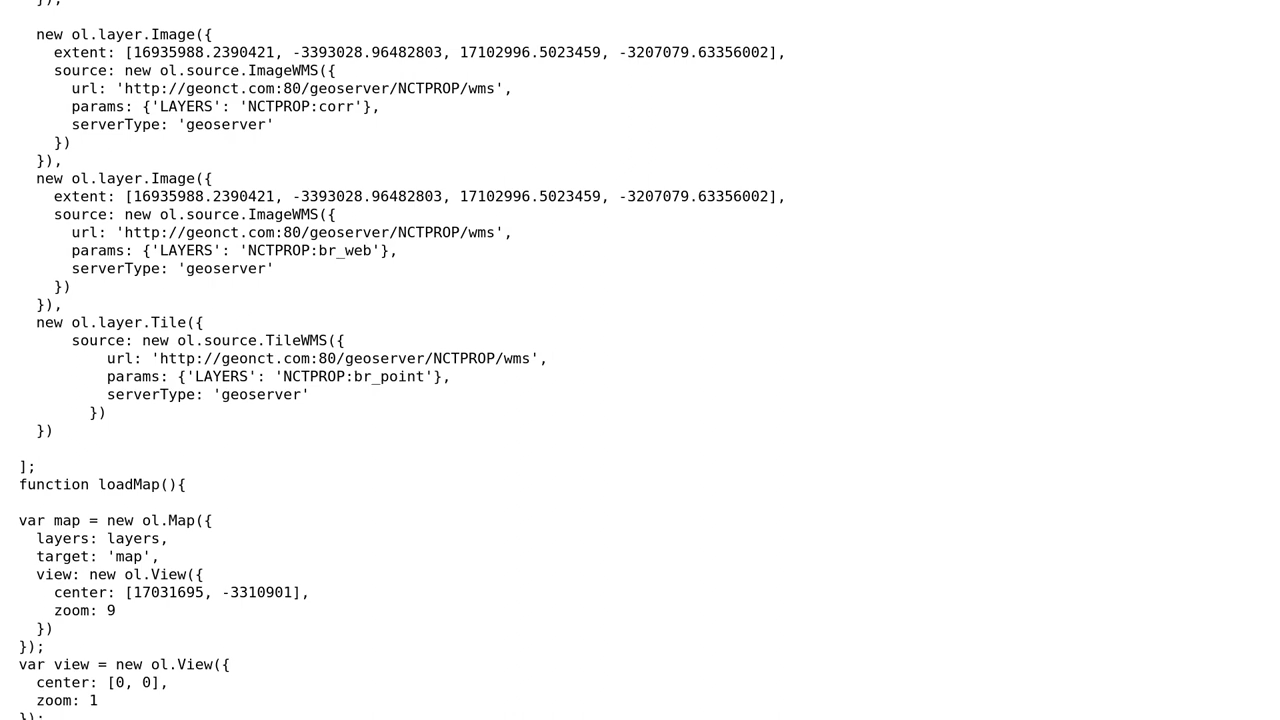 }),
new ol.layer.Image({
extent: [16935988.2390421, -3393028.96482803, 17102996.5023459, -3207079.63356002],
source: new ol.source.ImageWMS({
url: 'http://geonct.com:80/geoserver/NCTPROP/wms',
params: {'LAYERS': 'NCTPROP:corr'},
serverType: 'geoserver'
})
}),
new ol.layer.Image({
extent: [16935988.2390421, -3393028.96482803, 17102996.5023459, -3207079.63356002],
source: new ol.source.ImageWMS({
url: 'http://geonct.com:80/geoserver/NCTPROP/wms',
params: {'LAYERS': 'NCTPROP:br_web'},
serverType: 'geoserver'
})
}),
new ol.layer.Tile({
source: new ol.source.TileWMS({
url: 'http://geonct.com:80/geoserver/NCTPROP/wms',
params: {'LAYERS': 'NCTPROP:br_point'},
serverType: 'geoserver'
})
})
];
function loadMap(){
var map = new ol.Map({
layers: layers,
target: 'map',
view: new ol.View({
center: [17031695, -3310901],
zoom: 9
})
});
var view = new ol.View({
center: [0, 0],
zoom: 1
});